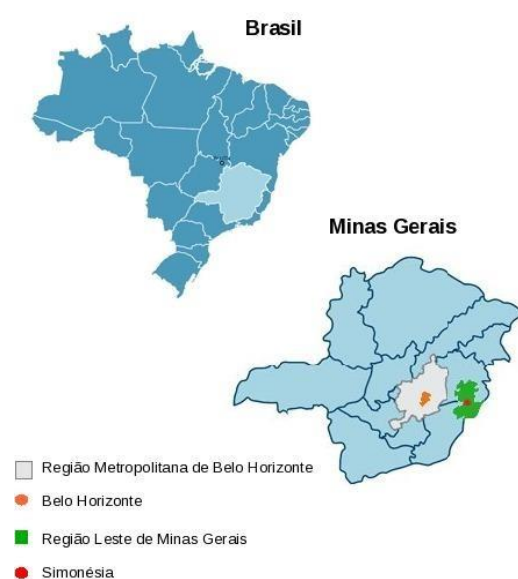 Brasil
Minas Gerais
Região Metropolitana de Belo Horizonte
Belo Horizonte
Região Leste de Minas Gerais
Simonésia